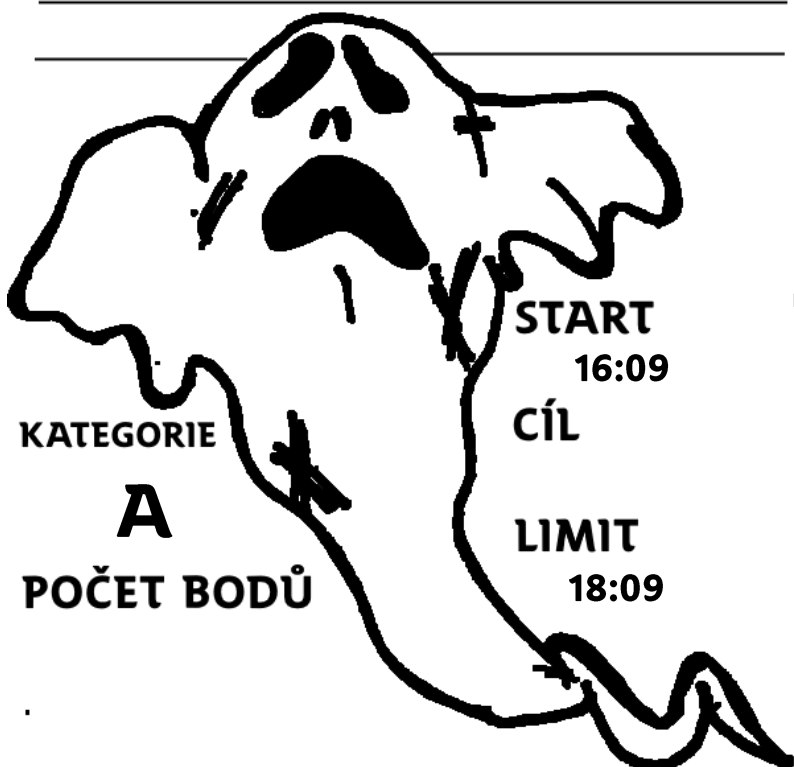 START
16:09
CÍL
KATEGORIE
A
LIMIT
18:09
POČET BODŮ